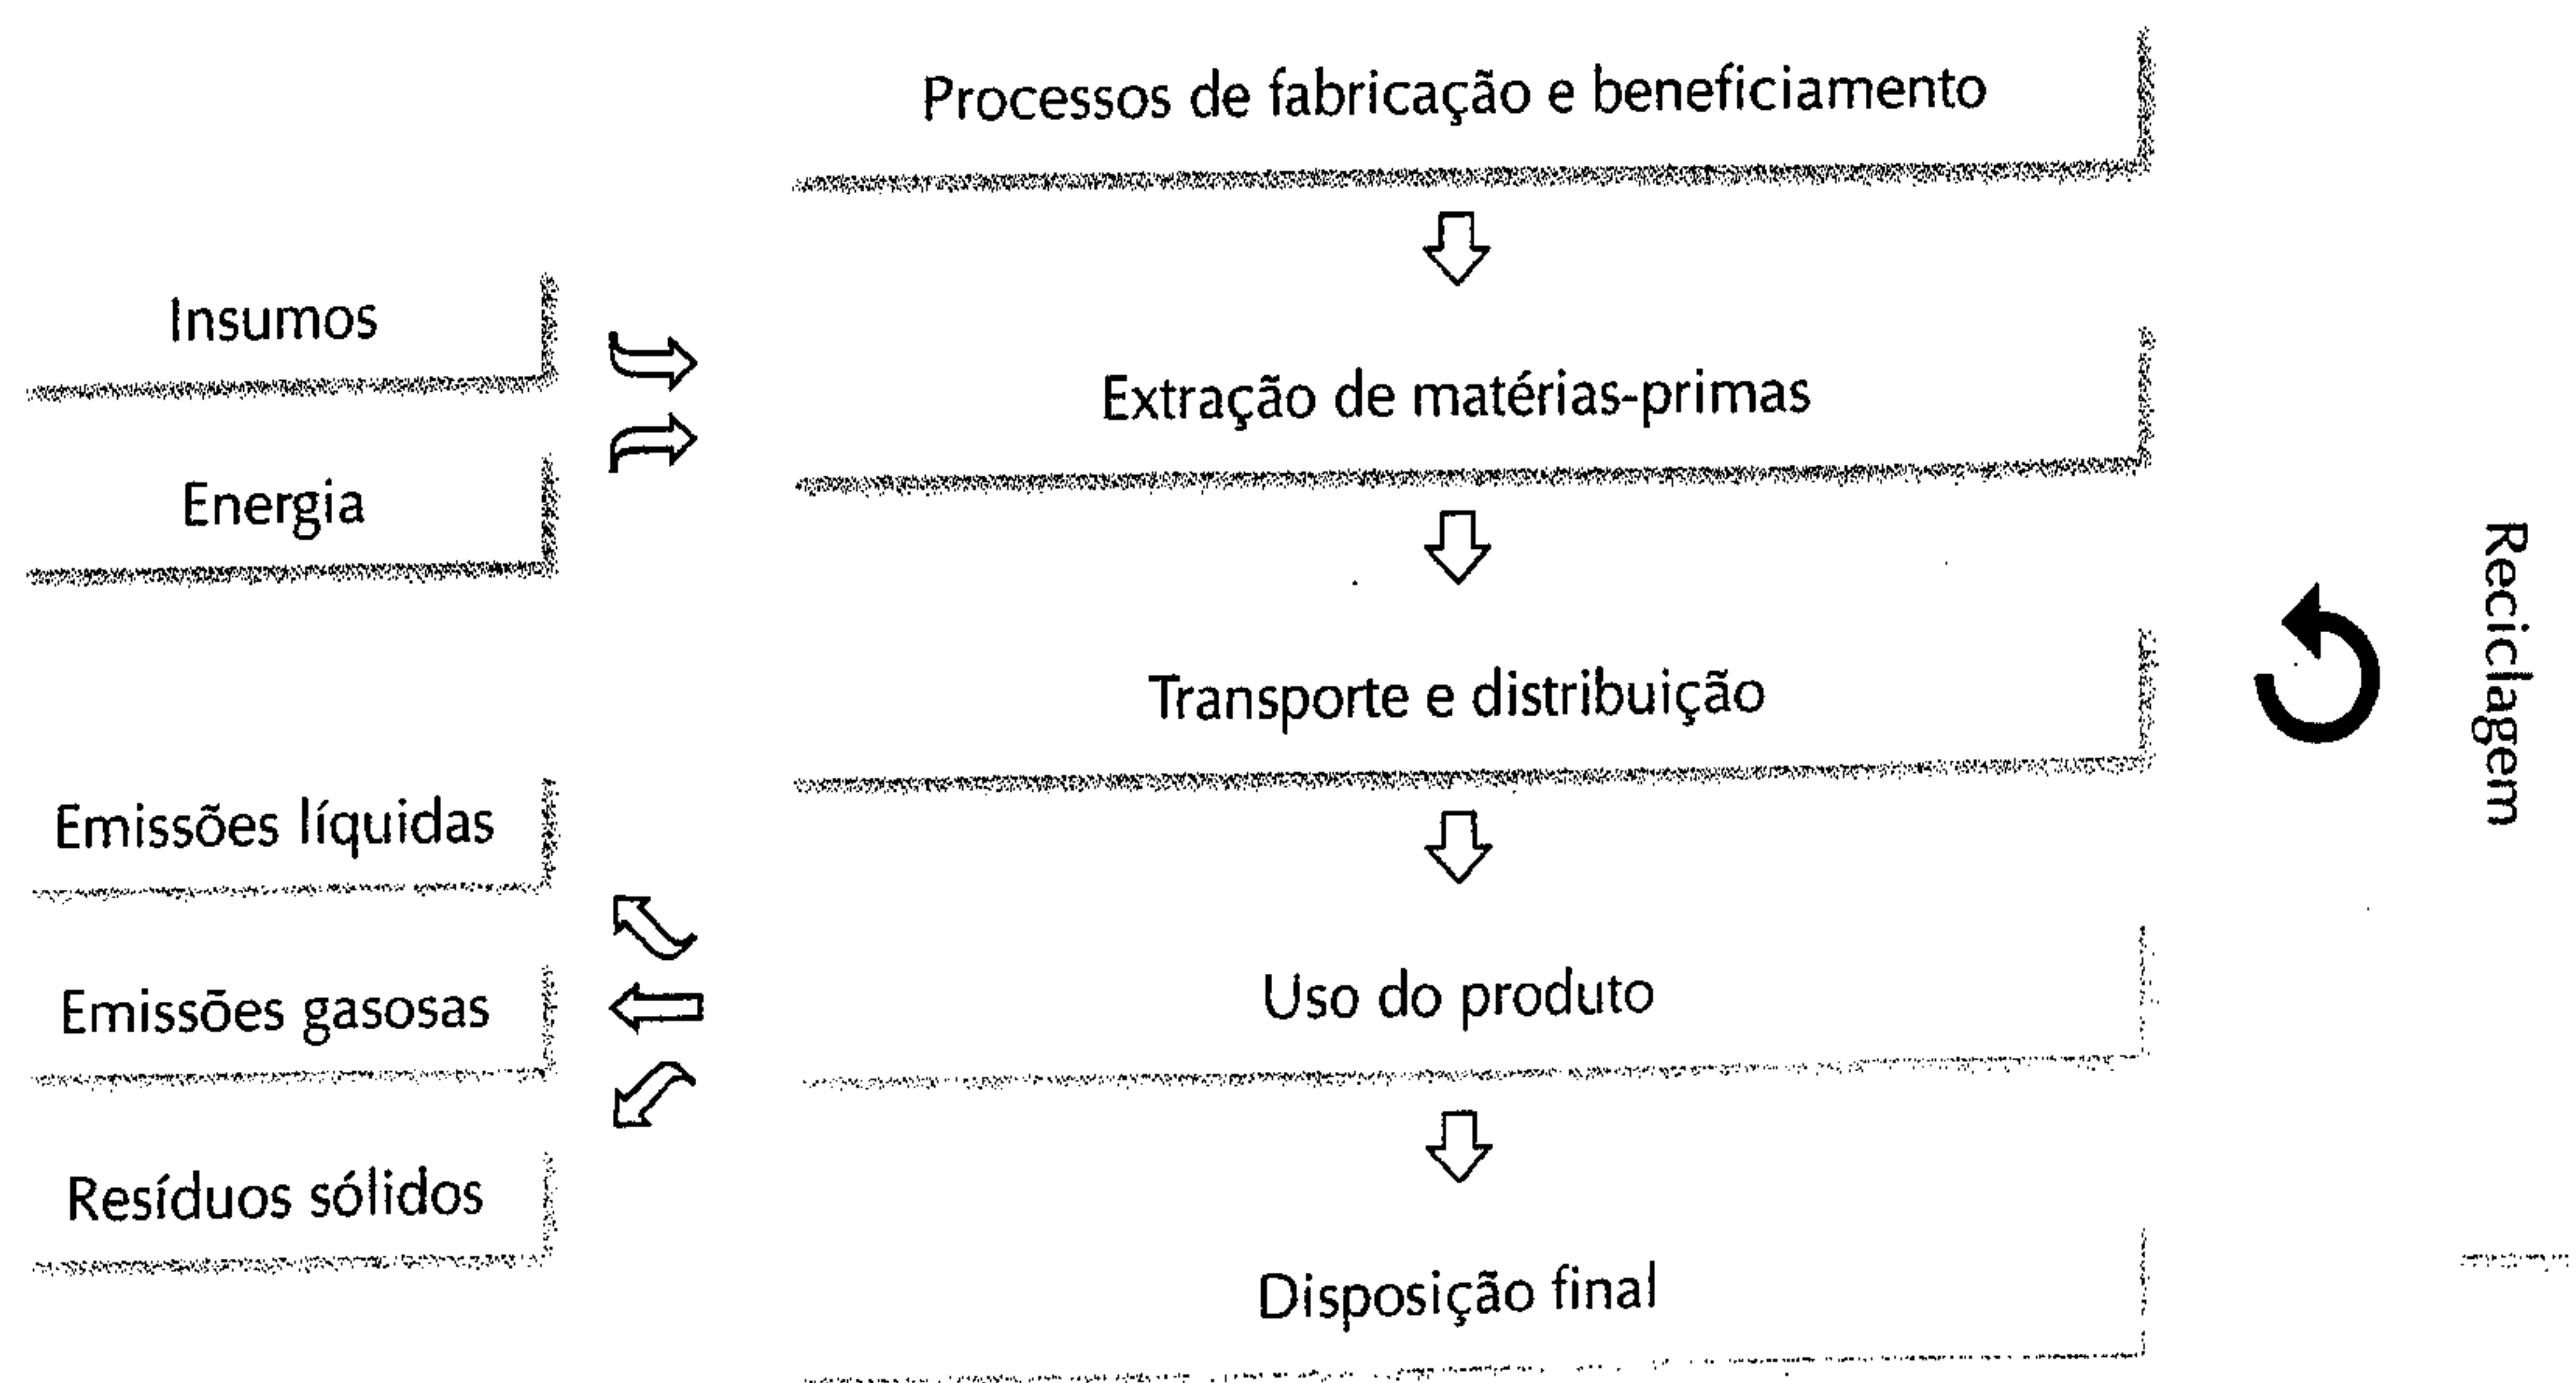 Processos de fabricação e beneficiamento
Insumos
Extração de matérias-primas
Energia
Transporte e distribuição
Reciclagem
Emissões líquidas
Uso do produto
Emissões gasosas
Resíduos sólidos
Disposição final